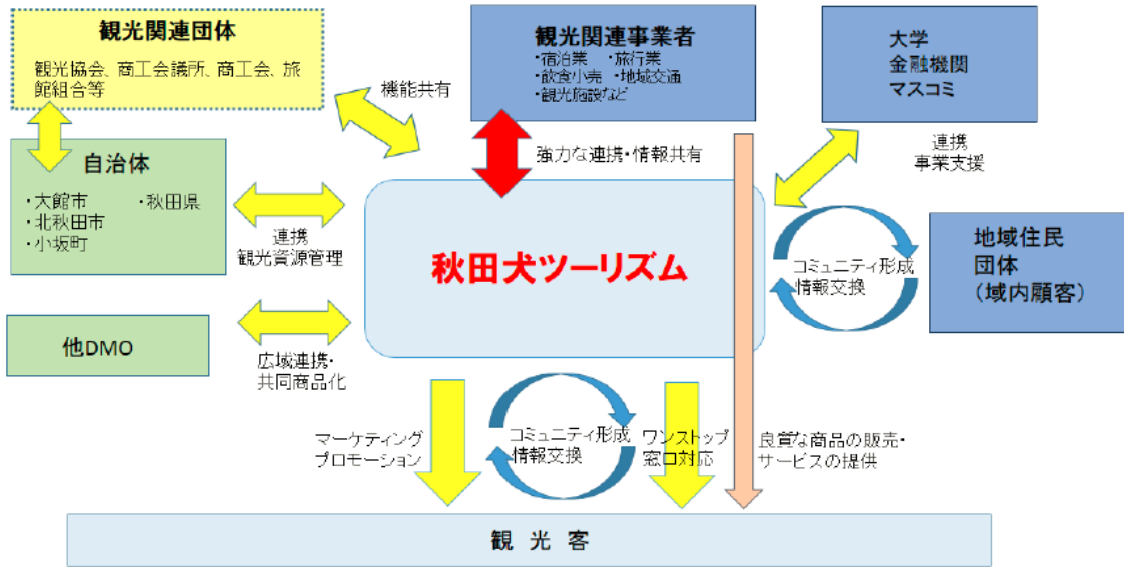 観光関連団体
観光協会、商工会議所、商工会、旅
館組合等
機能共有
観光関連事業者
・宿泊業　・旅行業
・飲食小売　・地域交通
・観光施設など
大学
金融機関
マスコミ
自治体
・大館市　　・秋田県
・北秋田市
・小坂町
連携
観光資源管理
強力な連携・情報共有
連携
事業支援
秋田犬ツーリズム
コミュニティ形成
情報交換
地域住民
団体
（域内顧客）
他DMO
広域連携・
共同商品化
マーケティング
プロモーション
コミュニティ形成
情報交換
ワンストップ
窓口対応
良質な商品の販売・
サービスの提供
観 光 客